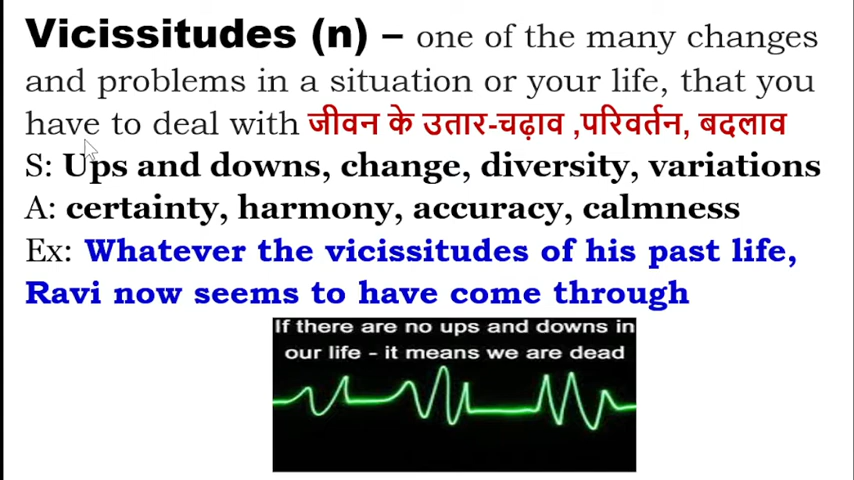 Vicissitudes (n) – one of the many changes
and problems in a situation or your life, that you
have to deal with जीवन के उतार-चढ़ाव ,परिवर्तन, बदलाव
S: Ups and downs, change, diversity, variations
A: certainty, harmony, accuracy, calmness
Ex: Whatever the vicissitudes of his past life,
Ravi now seems to have come through
If there are no ups and downs in
our life - it means we are dead